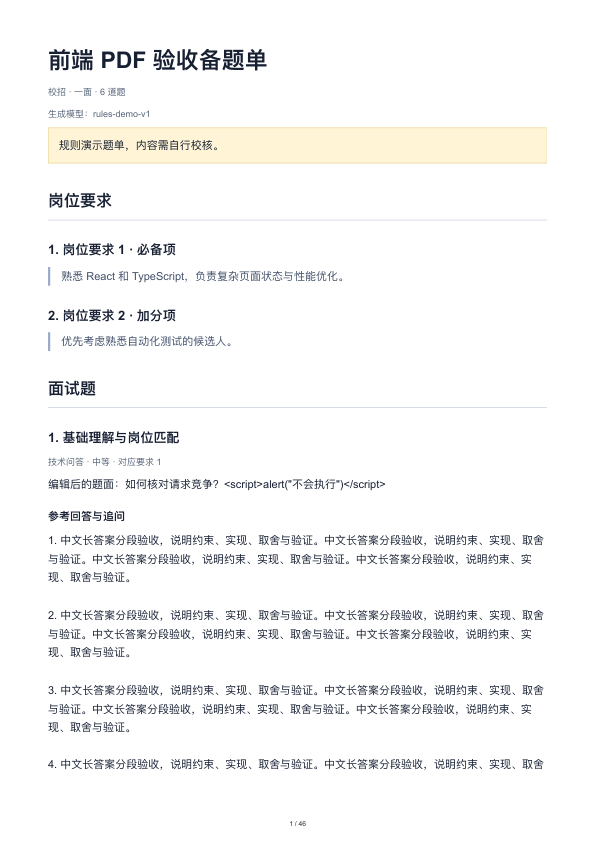 前端 PDF 验收备题单
校招 · 一面 · 6 道题
生成模型：rules-demo-v1
规则演示题单，内容需自行校核。
岗位要求
1. 岗位要求 1 · 必备项
熟悉 React 和 TypeScript，负责复杂页面状态与性能优化。
2. 岗位要求 2 · 加分项
优先考虑熟悉自动化测试的候选人。
面试题
1. 基础理解与岗位匹配
技术问答 · 中等 · 对应要求 1
编辑后的题面：如何核对请求竞争？<script>alert("不会执行")</script>
参考回答与追问
1. 中文长答案分段验收，说明约束、实现、取舍与验证。中文长答案分段验收，说明约束、实现、取舍
与验证。中文长答案分段验收，说明约束、实现、取舍与验证。中文长答案分段验收，说明约束、实
现、取舍与验证。
2. 中文长答案分段验收，说明约束、实现、取舍与验证。中文长答案分段验收，说明约束、实现、取舍
与验证。中文长答案分段验收，说明约束、实现、取舍与验证。中文长答案分段验收，说明约束、实
现、取舍与验证。
3. 中文长答案分段验收，说明约束、实现、取舍与验证。中文长答案分段验收，说明约束、实现、取舍
与验证。中文长答案分段验收，说明约束、实现、取舍与验证。中文长答案分段验收，说明约束、实
现、取舍与验证。
4. 中文长答案分段验收，说明约束、实现、取舍与验证。中文长答案分段验收，说明约束、实现、取舍
1 / 46